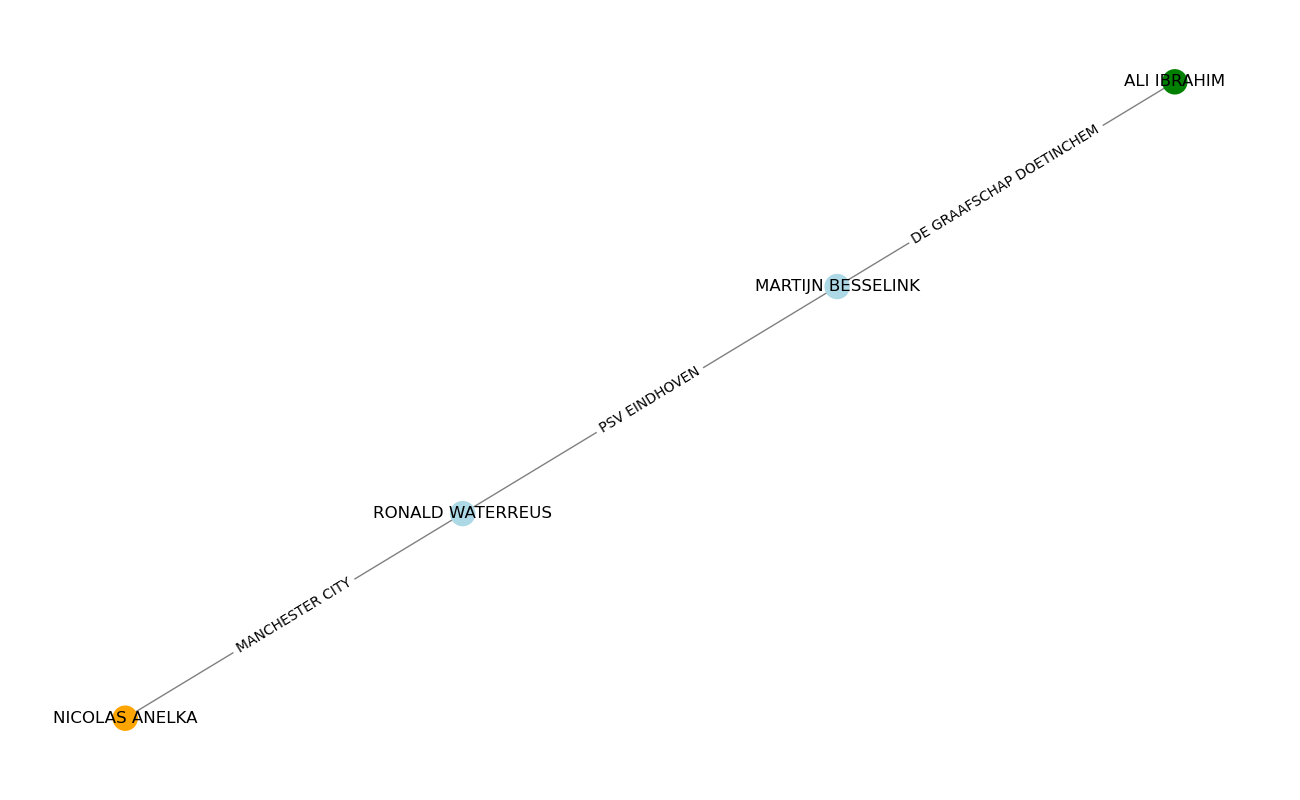 ALI IBRAHIM
DE GRAAFSCHAP DOETINCHEM
MARTIJN BESSELINK
PSV EINDHOVEN
RONALD WATERREUS
MANCHESTER CITY
NICOLAS ANELKA